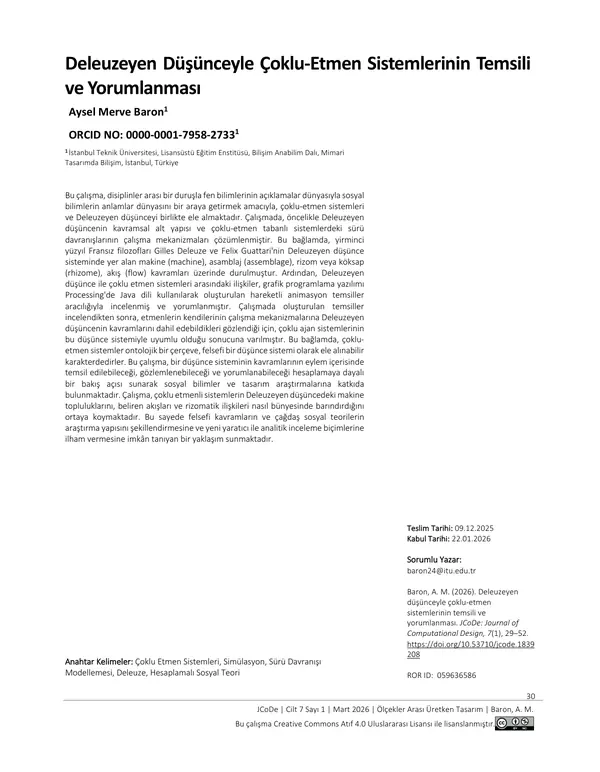 Deleuzeyen Düşünceyle Çoklu-Etmen Sistemlerinin Temsili
ve Yorumlanması
Aysel Merve Baron¹
ORCID NO: 0000-0001-7958-2733¹
¹ İstanbul Teknik Üniversitesi, Lisansüstü Eğitim Enstitüsü, Bilişim Anabilim Dalı, Mimari
Tasarımda Bilişim, İstanbul, Türkiye
Bu çalışma, disiplinler arası bir duruşla fen bilimlerinin açıklamalar dünyasıyla sosyal
bilimlerin anlamlar dünyasını bir araya getirmek amacıyla, çoklu-etmen sistemleri
ve Deleuzeyen düşünceyi birlikte ele almaktadır. Çalışmada, öncelikle Deleuzeyen
düşüncenin kavramsal alt yapısı ve çoklu-etmen tabanlı sistemlerdeki sürü
davranışlarının çalışma mekanizmaları çözümlenmiştir. Bu bağlamda, yirminci
yüzyıl Fransız filozofları Gilles Deleuze ve Felix Guattari'nin Deleuzeyen düşünce
sisteminde yer alan makine (machine), asamblaj (assemblage), rizom veya köksap
(rhizome), akış (flow) kavramları üzerinde durulmuştur. Ardından, Deleuzeyen
düşünce ile çoklu etmen sistemleri arasındaki ilişkiler, grafik programlama yazılımı
Processing'de Java dili kullanılarak oluşturulan hareketli animasyon temsiller
aracılığıyla incelenmiş ve yorumlanmıştır. Çalışmada oluşturulan temsiller
incelendikten sonra, etmenlerin kendilerinin çalışma mekanizmalarına Deleuzeyen
düşüncenin kavramlarını dahil edebildikleri gözlendiği için, çoklu ajan sistemlerinin
bu düşünce sistemiyle uyumlu olduğu sonucuna varılmıştır. Bu bağlamda, çoklu-
etmen sistemler ontolojik bir çerçeve, felsefi bir düşünce sistemi olarak ele alınabilir
karakterdedirler. Bu çalışma, bir düşünce sisteminin kavramlarının eylem içerisinde
temsil edilebileceği, gözlemlenebileceği ve yorumlanabileceği hesaplamaya dayalı
bir bakış açısı sunarak sosyal bilimler ve tasarım araştırmalarına katkıda
bulunmaktadır. Çalışma, çoklu etmenli sistemlerin Deleuzeyen düşüncedeki makine
topluluklarını, beliren akışları ve rizomatik ilişkileri nasıl bünyesinde barındırdığını
ortaya koymaktadır. Bu sayede felsefi kavramların ve çağdaş sosyal teorilerin
araştırma yapısını şekillendirmesine ve yeni yaratıcı ile analitik inceleme biçimlerine
ilham vermesine imkân tanıyan bir yaklaşım sunmaktadır.
Teslim Tarihi: 09.12.2025
Kabul Tarihi: 22.01.2026
Sorumlu Yazar:
baron24@itu.edu.tr
Baron, A. M. (2026). Deleuzeyen
düşünceyle çoklu-etmen
sistemlerinin temsili ve
yorumlanması. JCoDe: Journal of
Computational Design, 7(1), 29–52.
https://doi.org/10.53710/jcode.1839
208
ROR ID: 059636586
Anahtar Kelimeler: Çoklu Etmen Sistemleri, Simülasyon, Sürü Davranışı
Modellemesi, Deleuze, Hesaplamalı Sosyal Teori
30
JCoDe | Cilt 7 Sayı 1 | Mart 2026 | Ölçekler Arası Üretken Tasarım | Baron, A. M.
Bu çalışma Creative Commons Atıf 4.0 Uluslararası Lisansı ile lisanslanmıştır.